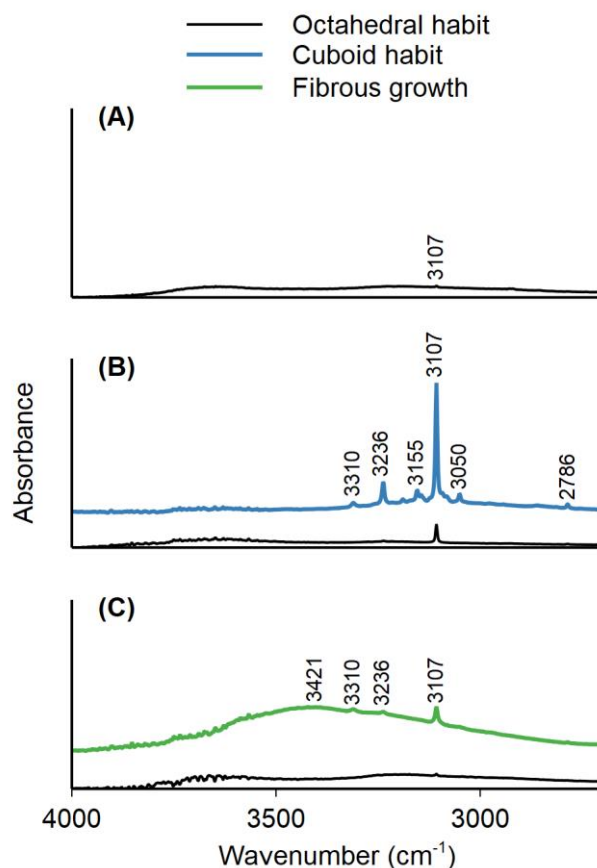 Octahedral habit
Cuboid habit
Fibrous growth
(A)
3107
(B)
3310
3236
3155
3107
3050
2786
Absorbance
(C)
3421
3310
3236
3107
4000 3500 3000
Wavenumber (cm⁻¹)